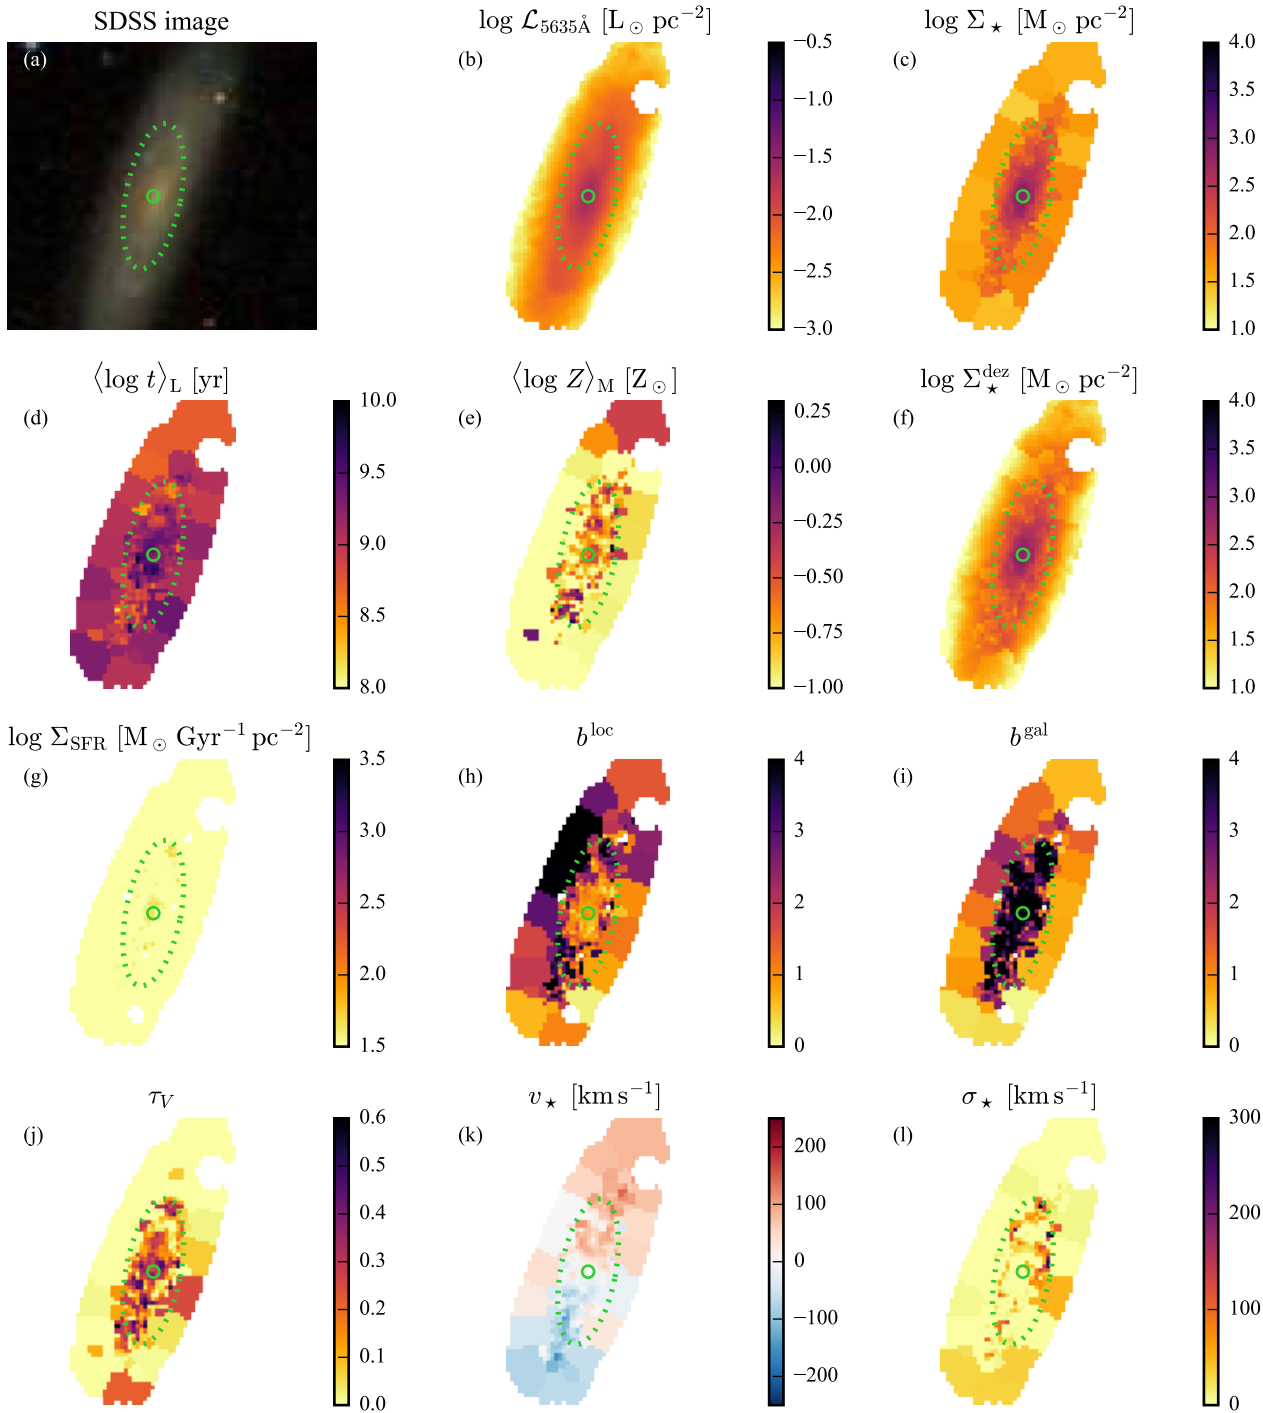 SDSS image
(a)
log ℒ₅₆₃₅Å [L⊙ pc⁻²]
(b)
−0.5
−1.0
−1.5
−2.0
−2.5
−3.0
log Σ⋆ [M⊙ pc⁻²]
(c)
4.0
3.5
3.0
2.5
2.0
1.5
1.0
⟨log t⟩L [yr]
(d)
10.0
9.5
9.0
8.5
8.0
⟨log Z⟩M [Z⊙]
(e)
0.25
0.00
−0.25
−0.50
−0.75
−1.00
log Σ⋆ᵈᵉᶻ [M⊙ pc⁻²]
(f)
4.0
3.5
3.0
2.5
2.0
1.5
1.0
log ΣSFR [M⊙ Gyr⁻¹ pc⁻²]
(g)
3.5
3.0
2.5
2.0
1.5
bˡᵒᶜ
(h)
4
3
2
1
0
bᵍᵃˡ
(i)
4
3
2
1
0
τV
(j)
0.6
0.5
0.4
0.3
0.2
0.1
0.0
v⋆ [km s⁻¹]
(k)
200
100
0
−100
−200
σ⋆ [km s⁻¹]
(l)
300
200
100
0